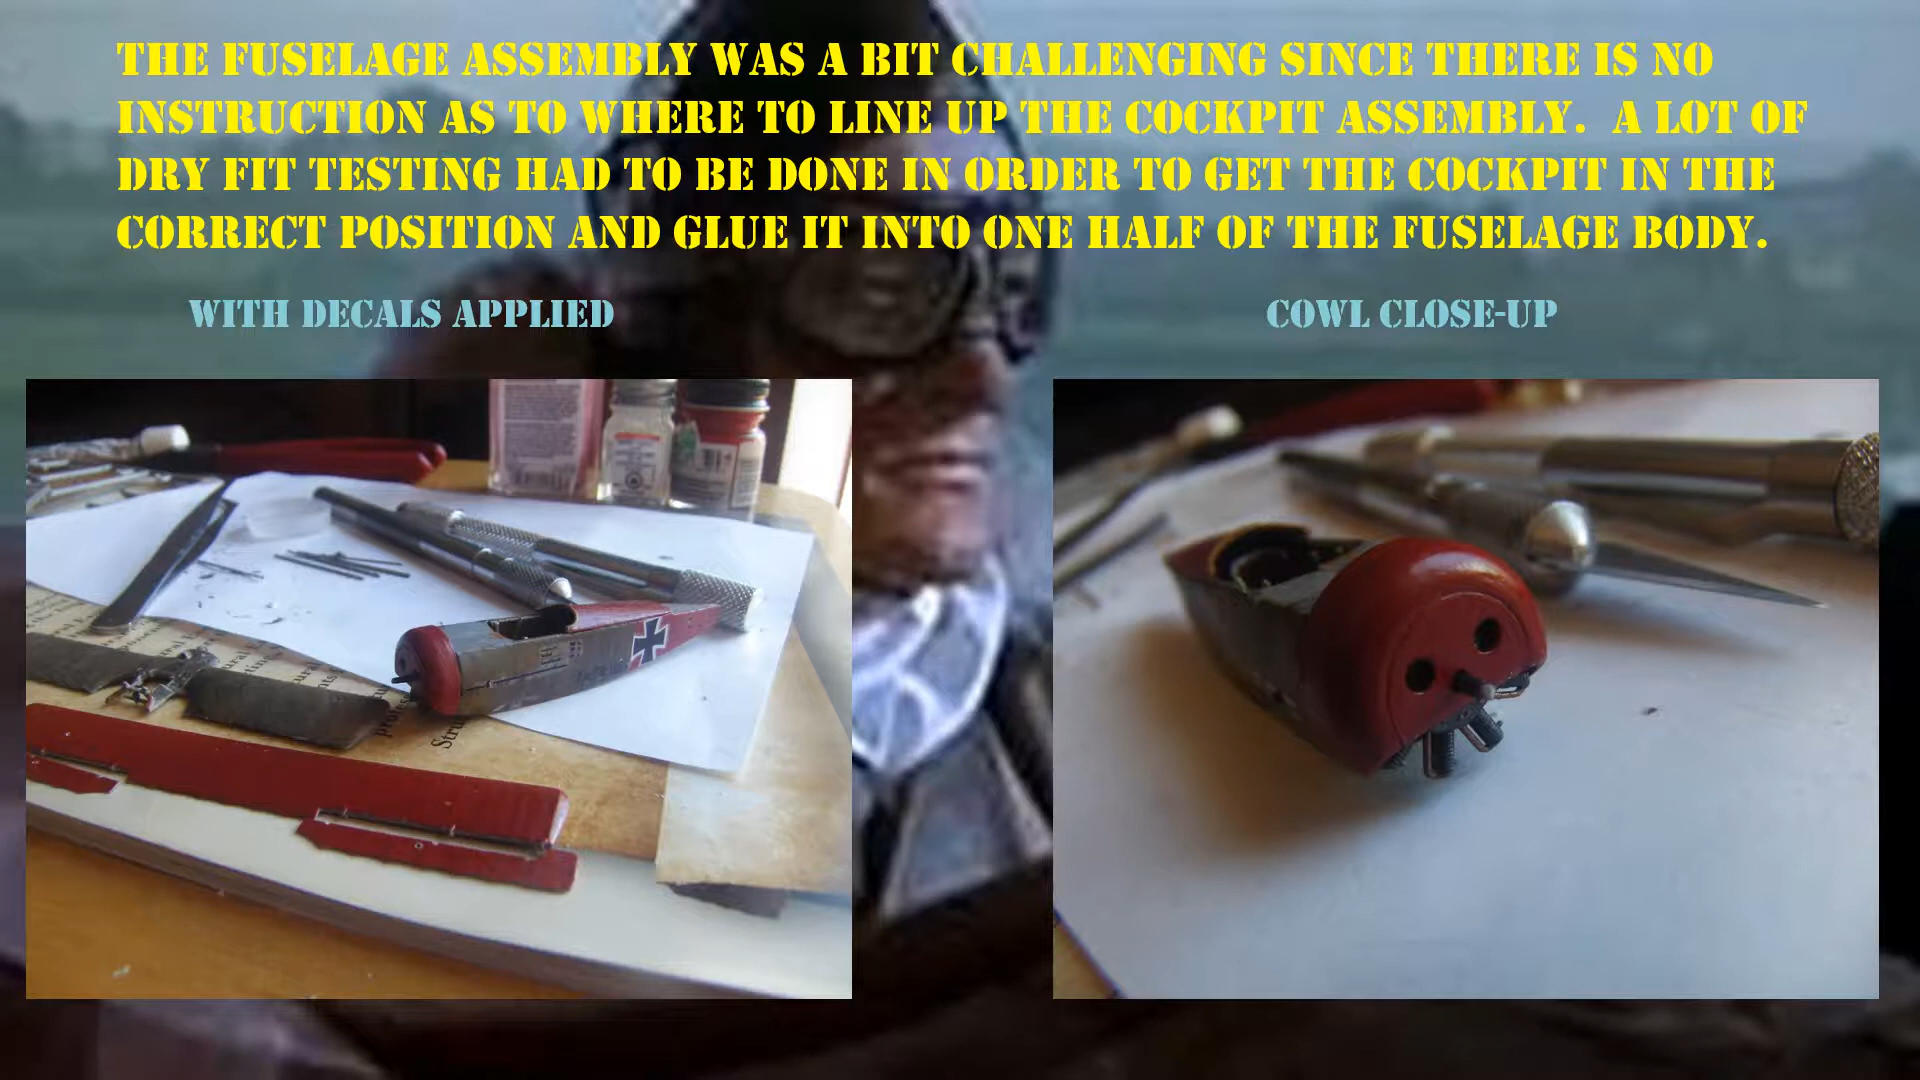 THE FUSELAGE ASSEMBLY WAS A BIT CHALLENGING SINCE THERE IS NO
INSTRUCTION AS TO WHERE TO LINE UP THE COCKPIT ASSEMBLY.  A LOT OF
DRY FIT TESTING HAD TO BE DONE IN ORDER TO GET THE COCKPIT IN THE
CORRECT POSITION AND GLUE IT INTO ONE HALF OF THE FUSELAGE BODY.
WITH DECALS APPLIED
COWL CLOSE-UP